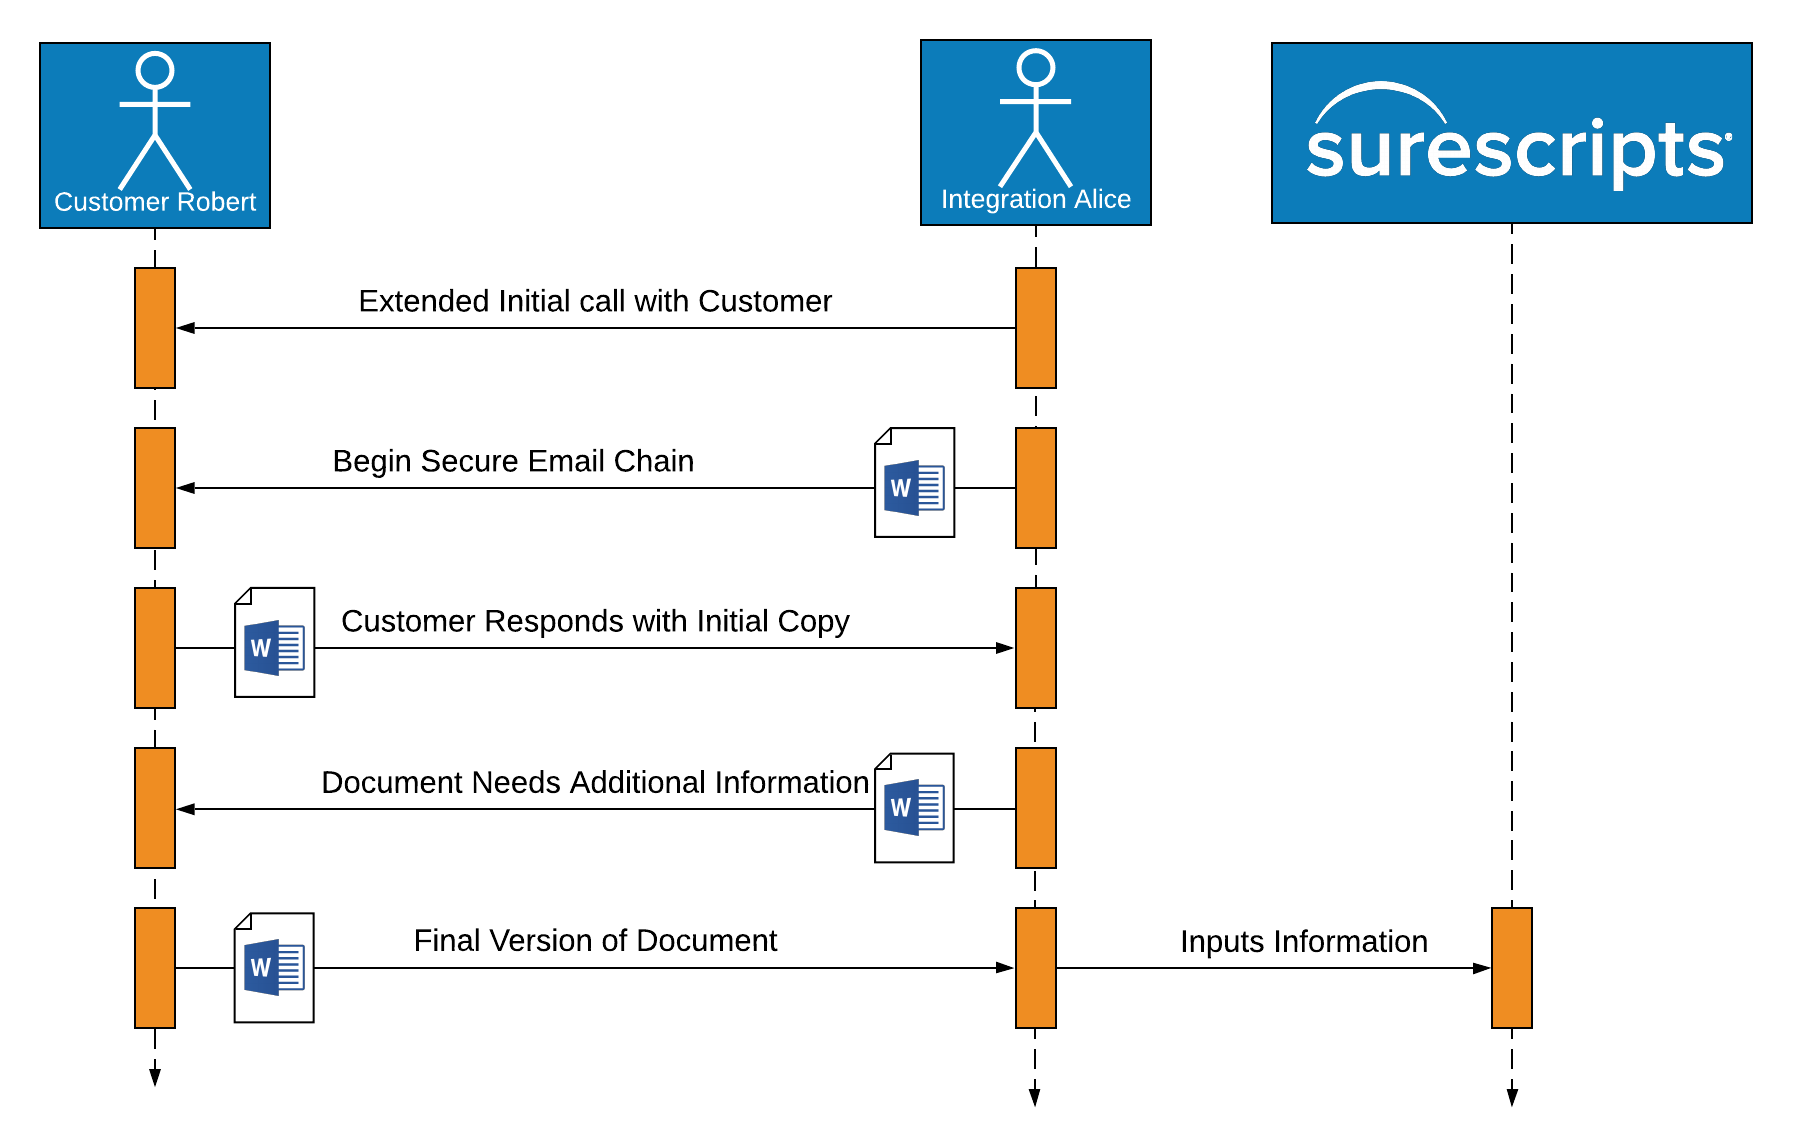 Customer Robert
Integration Alice
surescripts
Extended Initial call with Customer
Begin Secure Email Chain
W
Customer Responds with Initial Copy
W
Document Needs Additional Information
W
Final Version of Document
W
Inputs Information